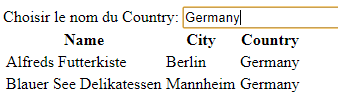 Choisir le nom du Country: Germany
Name City Country
Alfreds Futterkiste Berlin Germany
Blauer See Delikatessen Mannheim Germany